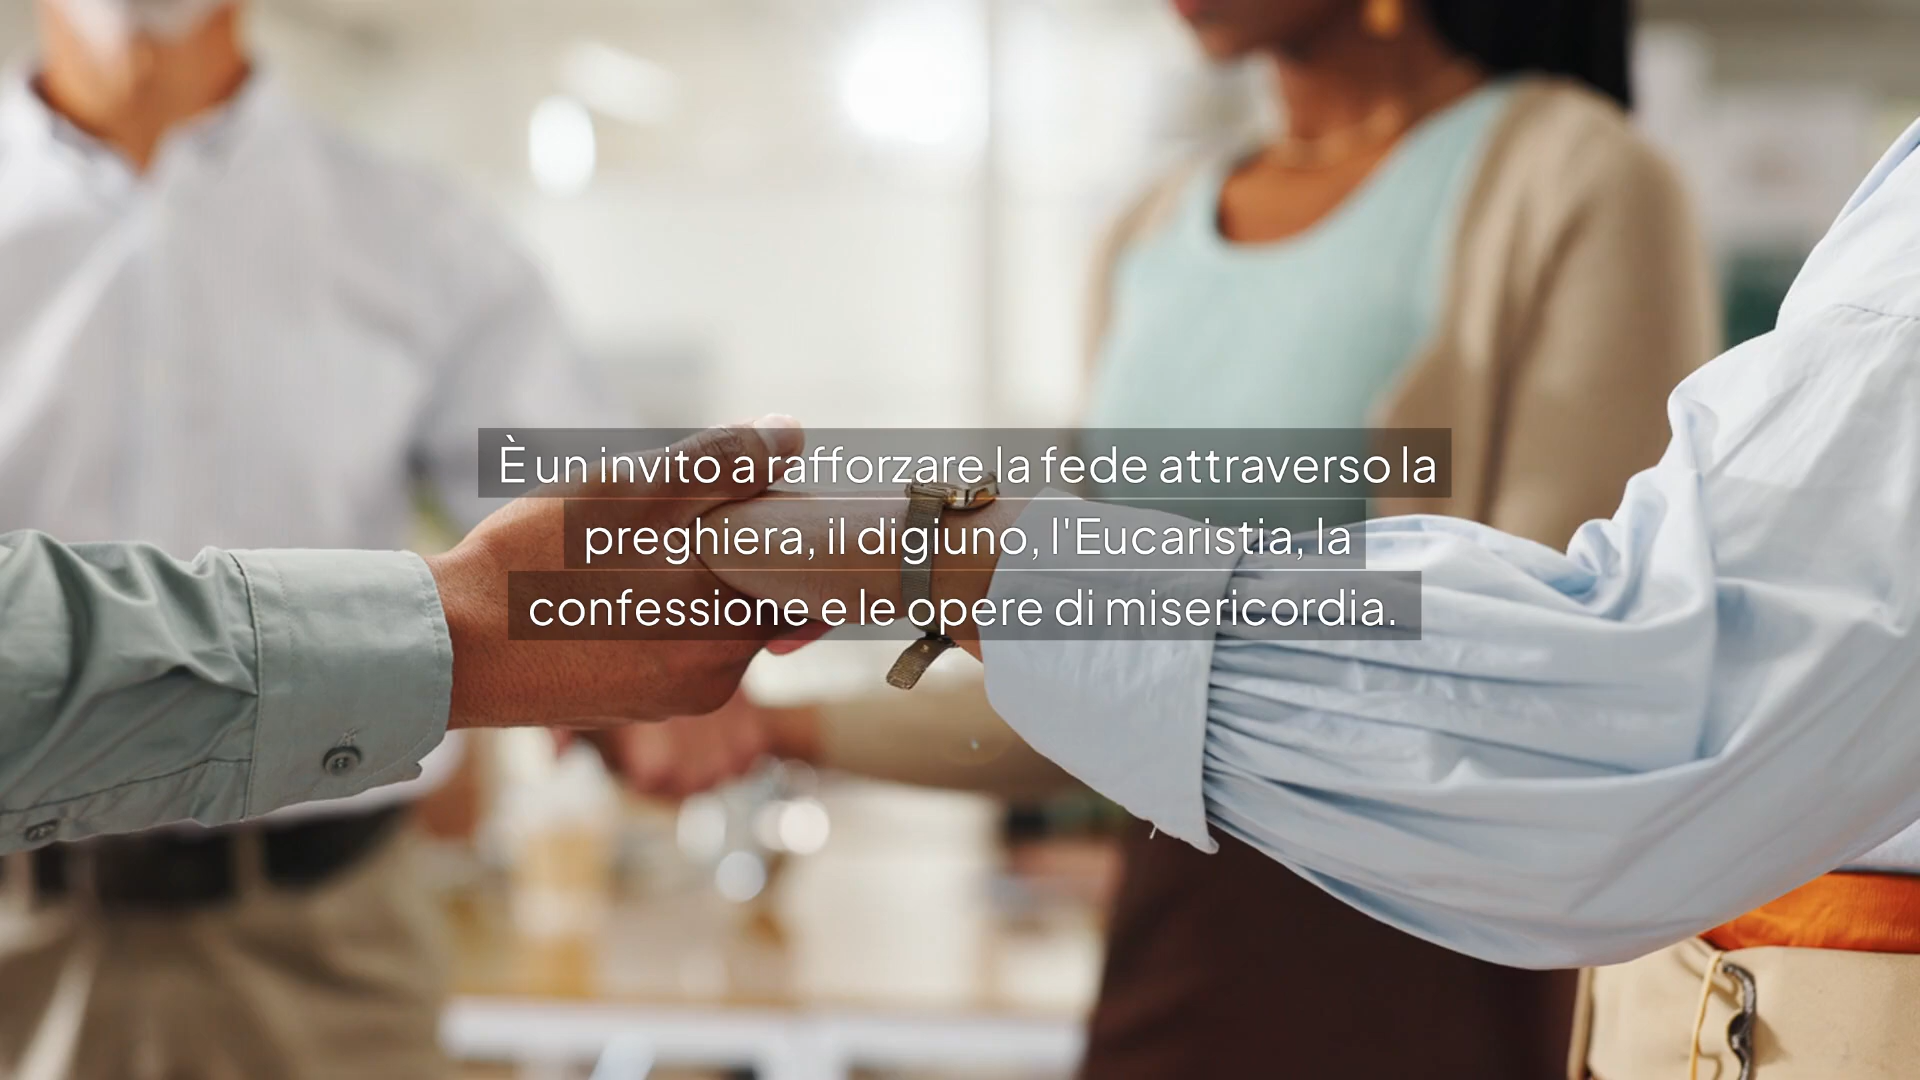 È un invito a rafforzare la fede attraverso la
preghiera, il digiuno, l'Eucaristia, la
confessione e le opere di misericordia.